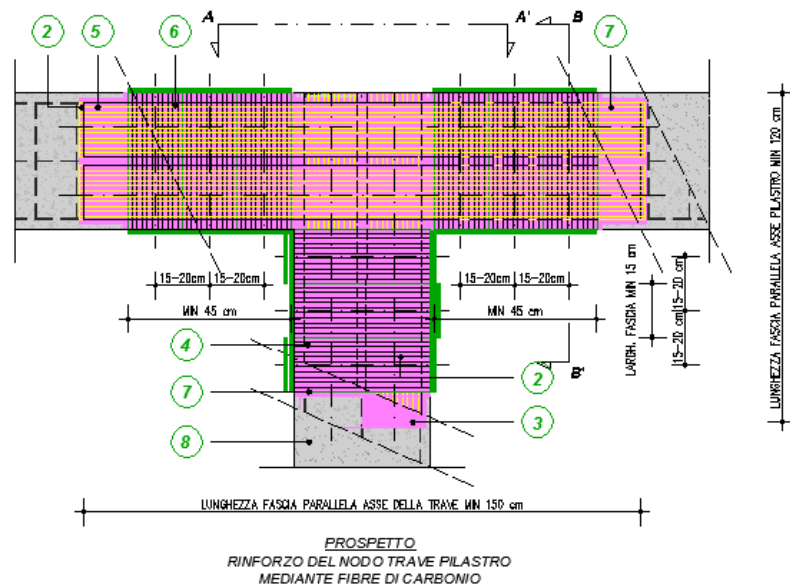 A A' B
2 5 6 7
15-20cm 15-20cm 15-20cm 15-20cm
MIN 45 cm MIN 45 cm
LARGH. FASCIA MIN 15 cm
15-20 cm
15-20 cm
LUNGHEZZA FASCIA PARALLELA ASSE PILASTRO MIN 120 cm
4
B'
2
7
3
8
LUNGHEZZA FASCIA PARALLELA ASSE DELLA TRAVE MIN 150 cm
PROSPETTO
RINFORZO DEL NODO TRAVE PILASTRO
MEDIANTE FIBRE DI CARBONIO